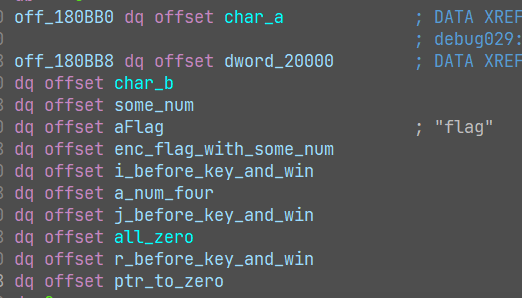 off_180BB0 dq offset char_a ; DATA XREF
; debug029:
off_180BB8 dq offset dword_20000 ; DATA XREF
dq offset char_b
dq offset some_num
dq offset aFlag ; "flag"
dq offset enc_flag_with_some_num
dq offset i_before_key_and_win
dq offset a_num_four
dq offset j_before_key_and_win
dq offset all_zero
dq offset r_before_key_and_win
dq offset ptr_to_zero